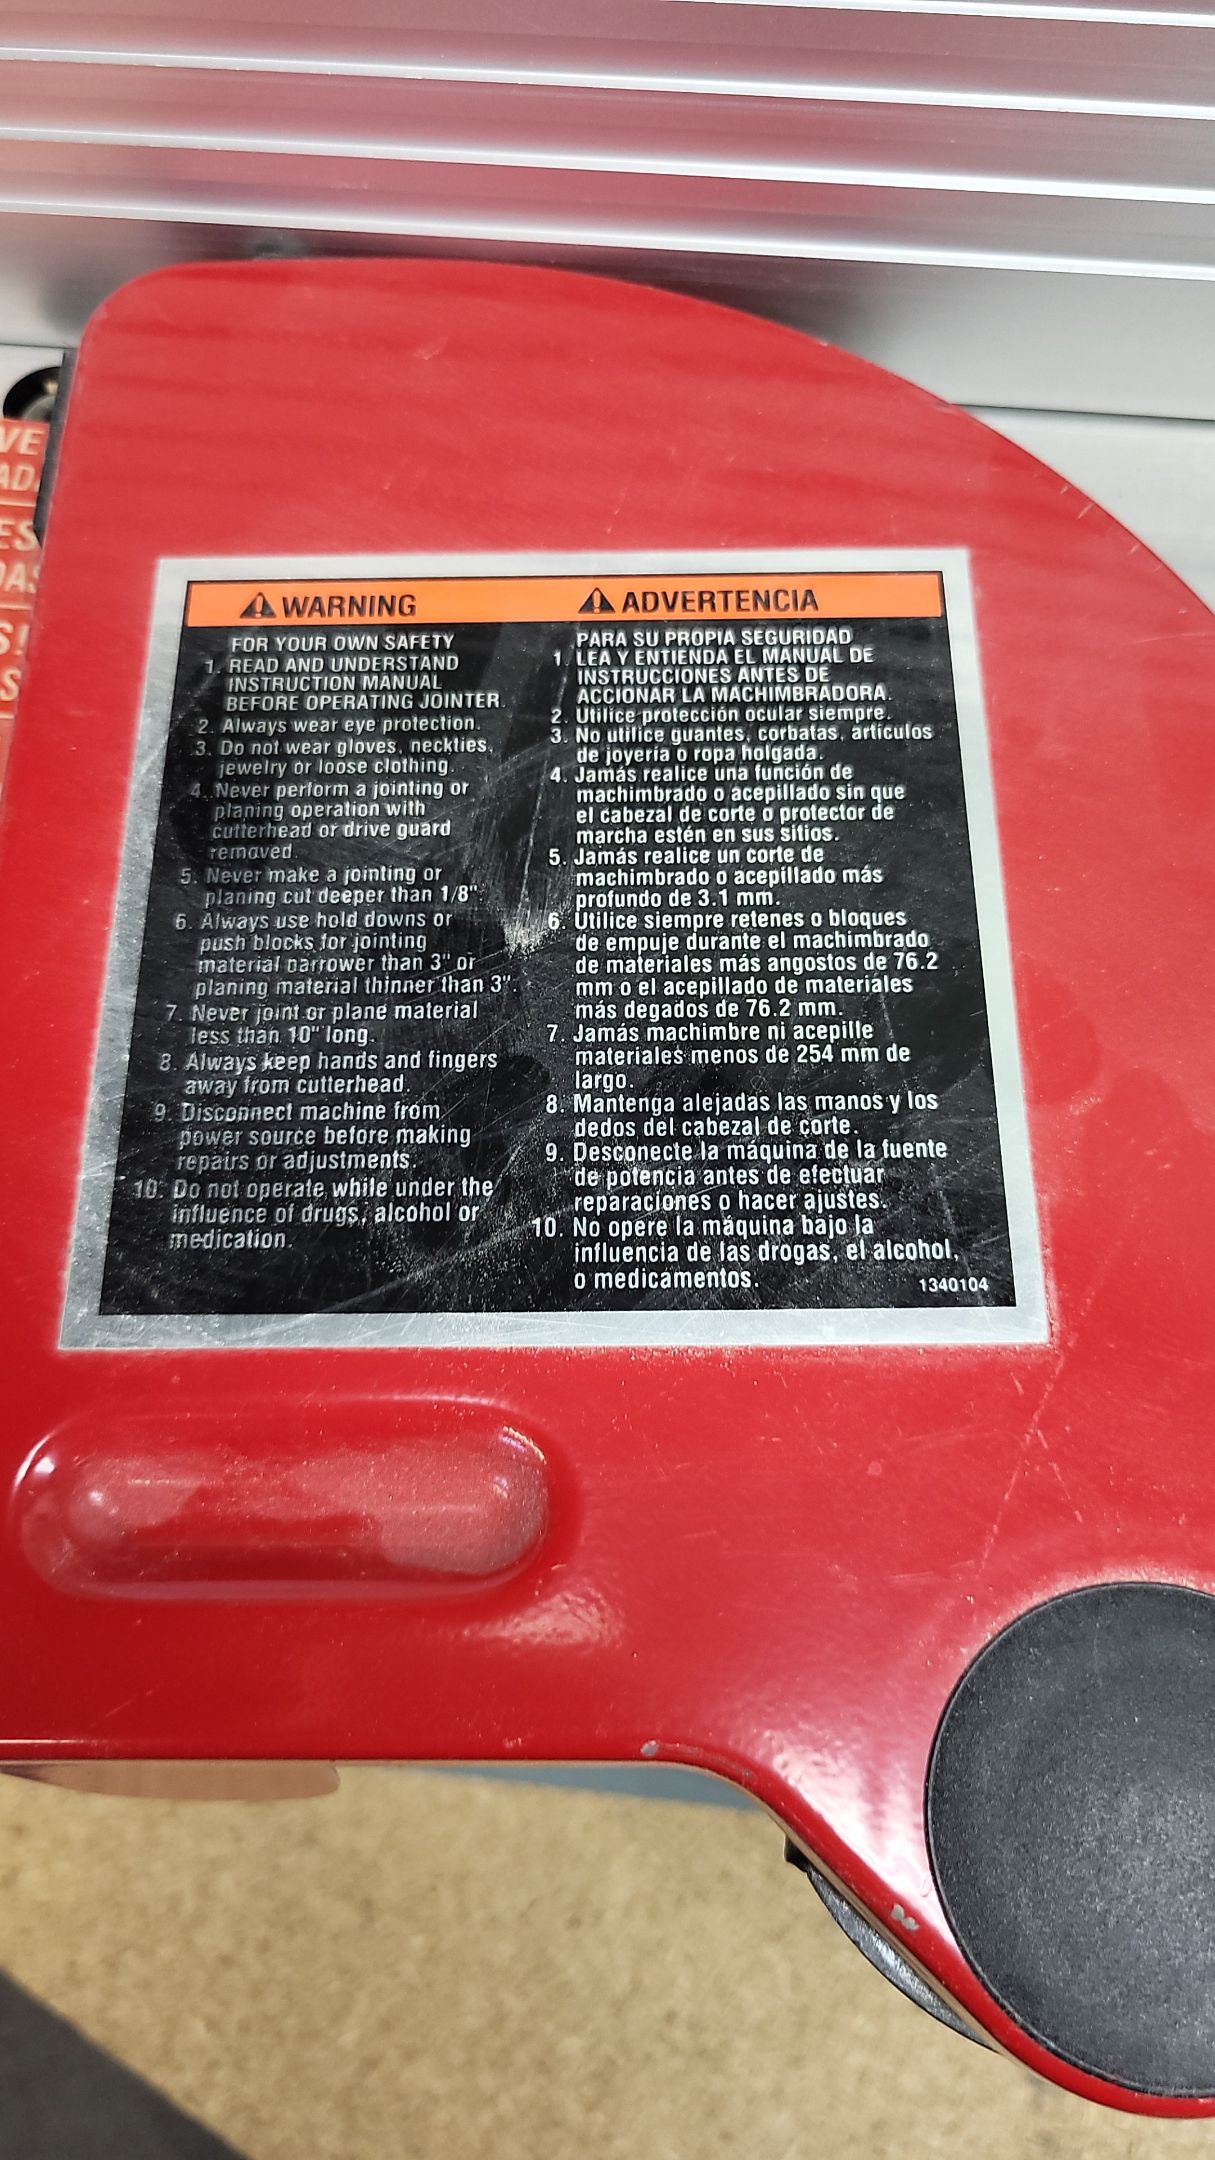 VE
AD
ES
DAS
S!
S
WARNING
FOR YOUR OWN SAFETY
1. READ AND UNDERSTAND
INSTRUCTION MANUAL
BEFORE OPERATING JOINTER.
2. Always wear eye protection.
3. Do not wear gloves, neckties,
jewelry or loose clothing.
4. Never perform a jointing or
planing operation with
cutterhead or drive guard
removed.
5. Never make a jointing or
planing cut deeper than 1/8".
6. Always use hold downs or
push blocks for jointing
material narrower than 3" or
planing material thinner than 3".
7. Never joint or plane material
less than 10" long.
8. Always keep hands and fingers
away from cutterhead.
9. Disconnect machine from
power source before making
repairs or adjustments.
10. Do not operate while under the
influence of drugs, alcohol or
medication.
ADVERTENCIA
PARA SU PROPIA SEGURIDAD
1. LEA Y ENTIENDA EL MANUAL DE
INSTRUCCIONES ANTES DE
ACCIONAR LA MACHIMBRADORA.
2. Utilice protección ocular siempre.
3. No utilice guantes, corbatas, artículos
de joyería o ropa holgada.
4. Jamás realice una función de
machimbrado o acepillado sin que
el cabezal de corte o protector de
marcha estén en sus sitios.
5. Jamás realice un corte de
machimbrado o acepillado más
profundo de 3.1 mm.
6. Utilice siempre retenes o bloques
de empuje durante el machimbrado
de materiales más angostos de 76.2
mm o el acepillado de materiales
más degados de 76.2 mm.
7. Jamás machimbre ni acepille
materiales menos de 254 mm de
largo.
8. Mantenga alejadas las manos y los
dedos del cabezal de corte.
9. Desconecte la máquina de la fuente
de potencia antes de efectuar
reparaciones o hacer ajustes.
10. No opere la máquina bajo la
influencia de las drogas, el alcohol,
o medicamentos.
1340104